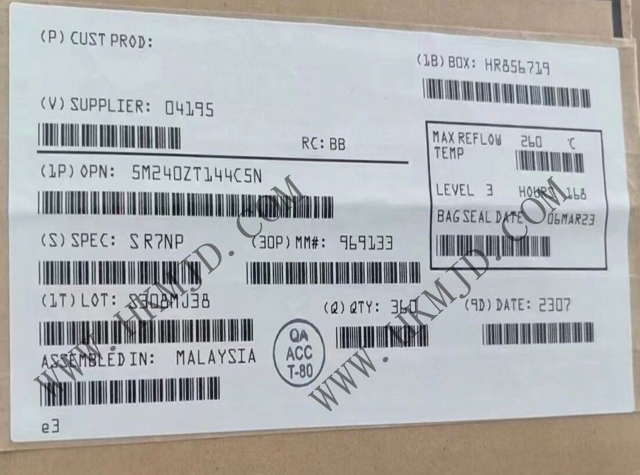 (P) CUST PROD:
(1B) BOX: HR856719
(V) SUPPLIER: 04195
RC: BB
MAX REFLOW TEMP 260 °C
LEVEL 3 HOURS 168
BAG SEAL DATE 06MAR23
(1P) OPN: 5M240ZT144C5N
(S) SPEC: S R7NP
(30P) MM#: 969133
(1T) LOT: S308MJ38
(Q) QTY: 360
(9D) DATE: 2307
ASSEMBLED IN: MALAYSIA
QA
ACC
T-80
e3
WWW.HKMJD.COM
WWW.HKMJD.COM